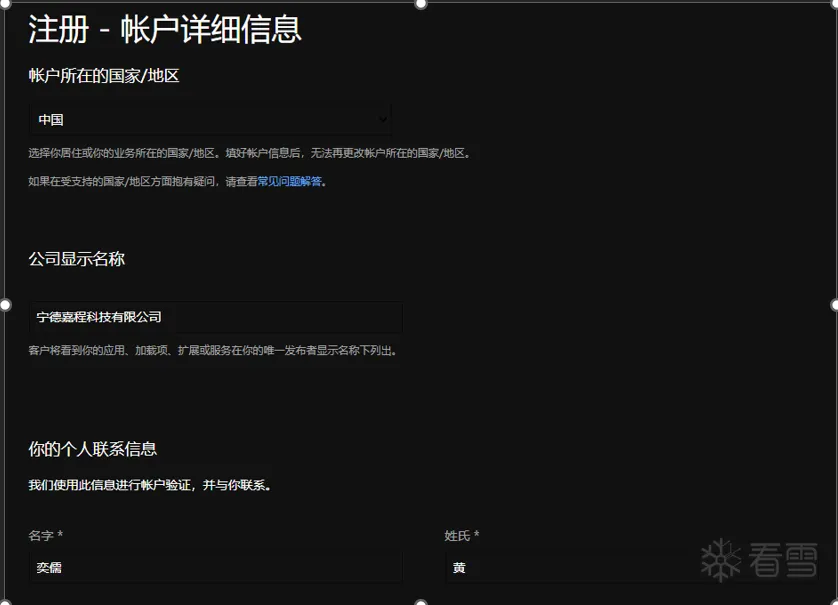 注册 - 帐户详细信息
帐户所在的国家/地区
中国
选择你居住或你的业务所在的国家/地区。填好帐户信息后，无法再更改帐户所在的国家/地区。
如果在受支持的国家/地区方面抱有疑问，请查看常见问题解答。
公司显示名称
宁德嘉程科技有限公司
客户将看到你的应用、加载项、扩展或服务在你的唯一发布者显示名称下列出。
你的个人联系信息
我们使用此信息进行帐户验证，并与你联系。
名字 * 姓氏 *
奕儒 黄
看雪